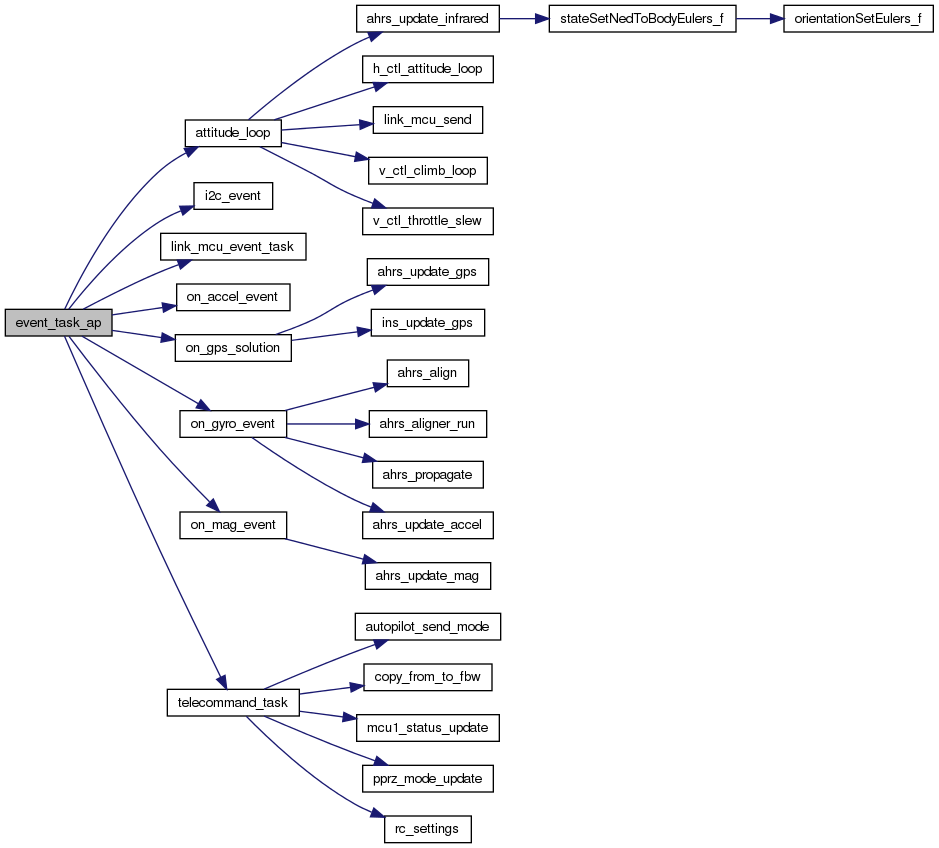 ahrs_update_infrared
stateSetNedToBodyEulers_f
orientationSetEulers_f
h_ctl_attitude_loop
link_mcu_send
attitude_loop
v_ctl_climb_loop
i2c_event
v_ctl_throttle_slew
link_mcu_event_task
ahrs_update_gps
on_accel_event
event_task_ap
ins_update_gps
on_gps_solution
ahrs_align
on_gyro_event
ahrs_aligner_run
ahrs_propagate
on_mag_event
ahrs_update_accel
ahrs_update_mag
autopilot_send_mode
copy_from_to_fbw
telecommand_task
mcu1_status_update
pprz_mode_update
rc_settings